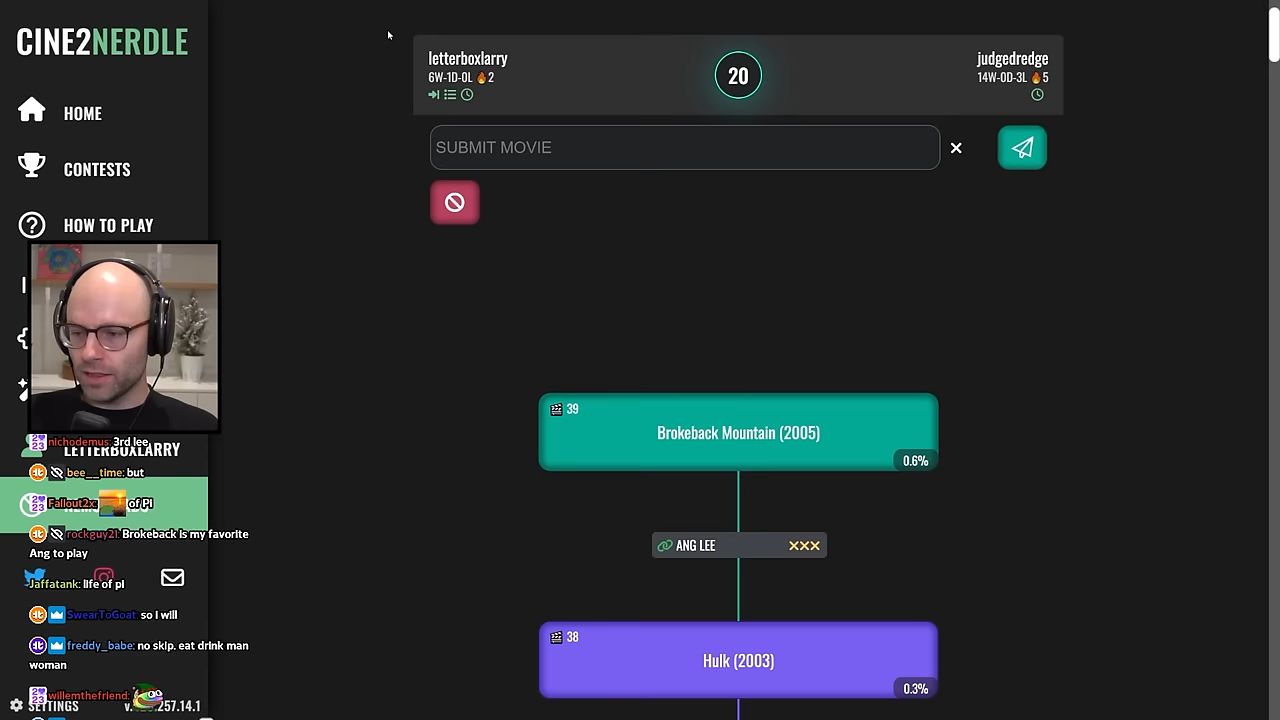 CINE2NERDLE
HOME
CONTESTS
HOW TO PLAY
LETTERBOXLARRY
SETTINGS
letterboxlarry
6W-1D-0L 🔥2
20
judgedredge
14W-0D-3L 🔥5
SUBMIT MOVIE
39
Brokeback Mountain (2005)
0.6%
ANG LEE
XXX
38
Hulk (2003)
0.3%
nichodemus: 3rd lee
bee__time: but
Fallout2x: of Pi
rockguy21: Brokeback is my favorite
Ang to play
Jaffatank: life of pi
SwearToGoat: so I will
freddy_babe: no skip. eat drink man
woman
willemthefriend: